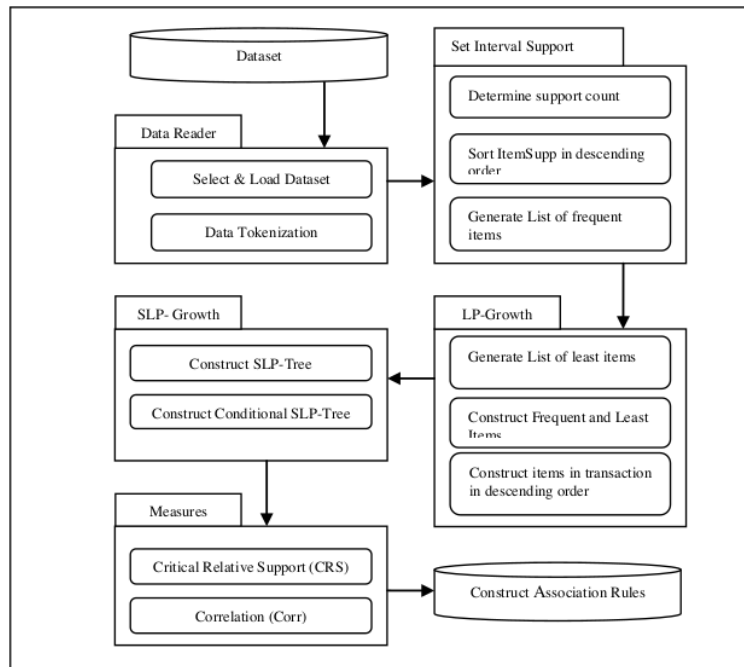 Dataset
Data Reader
Select & Load Dataset
Data Tokenization
Set Interval Support
Determine support count
Sort ItemSupp in descending
order
Generate List of frequent
items
LP-Growth
Generate List of least items
Construct Frequent and Least
Items
Construct items in transaction
in descending order
SLP- Growth
Construct SLP-Tree
Construct Conditional SLP-Tree
Measures
Critical Relative Support (CRS)
Correlation (Corr)
Construct Association Rules